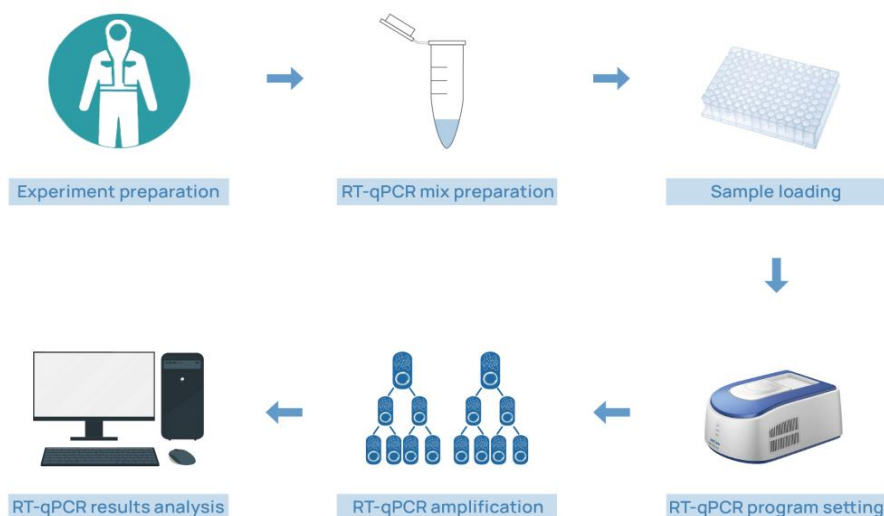 Experiment preparation
RT-qPCR mix preparation
Sample loading
RT-qPCR program setting
RT-qPCR amplification
RT-qPCR results analysis